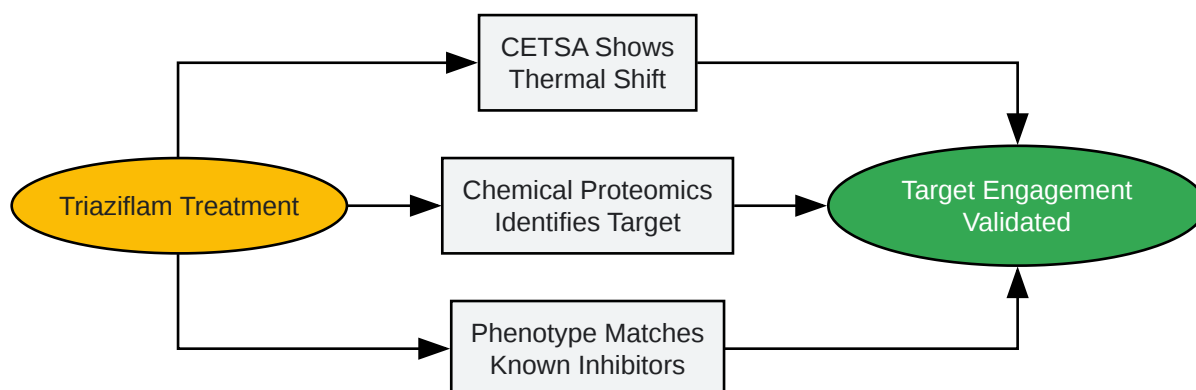 CETSA Shows
Thermal Shift
Triaziflam Treatment
Chemical Proteomics
Identifies Target
Target Engagement
Validated
Phenotype Matches
Known Inhibitors